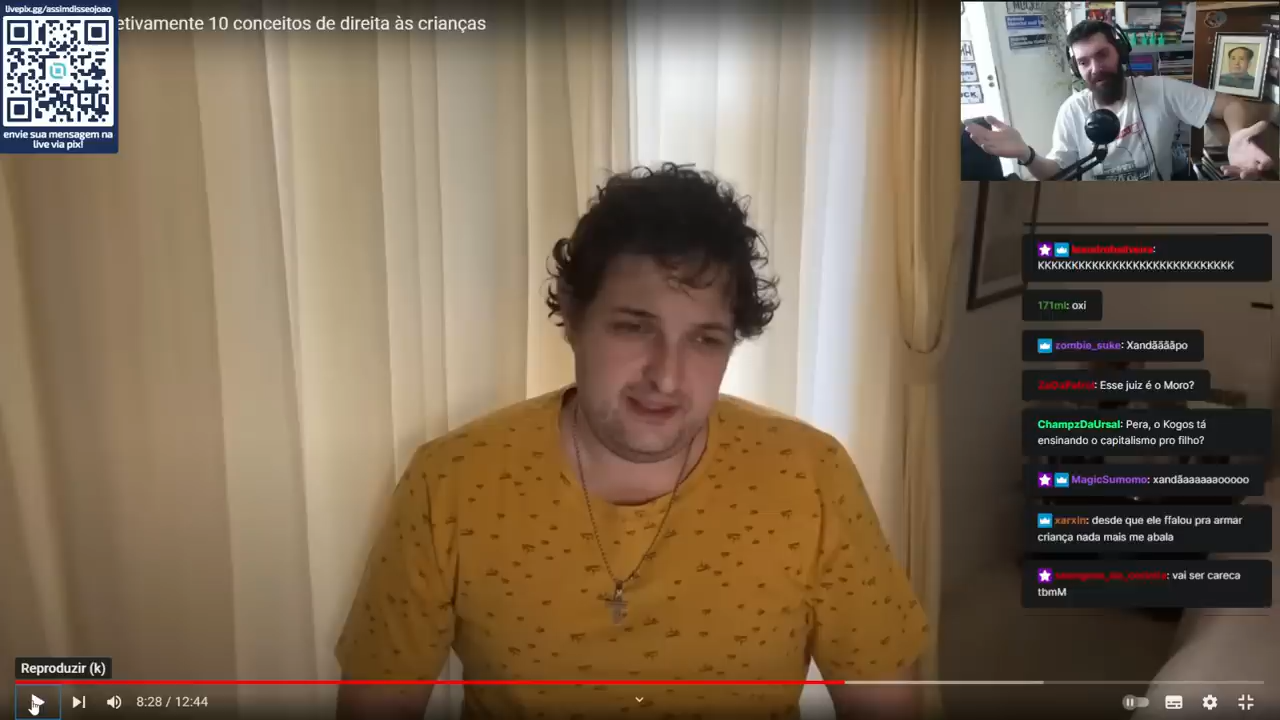 livepix.gg/assimdisseojoao
etivamente 10 conceitos de direita às crianças
envie sua mensagem na
live via pix!
KKKKKKKKKKKKKKKKKKKKKKKKKKKKK
171ml: oxi
zombie_suke: Xandããããpo
: Esse juiz é o Moro?
ChampzDaUrsal: Pera, o Kogos tá
ensinando o capitalismo pro filho?
MagicSumomo: xandãaaaaaaooooo
xarxin: desde que ele ffalou pra armar
criança nada mais me abala
: vai ser careca
tbmM
Reproduzir (k)
8:28 / 12:44